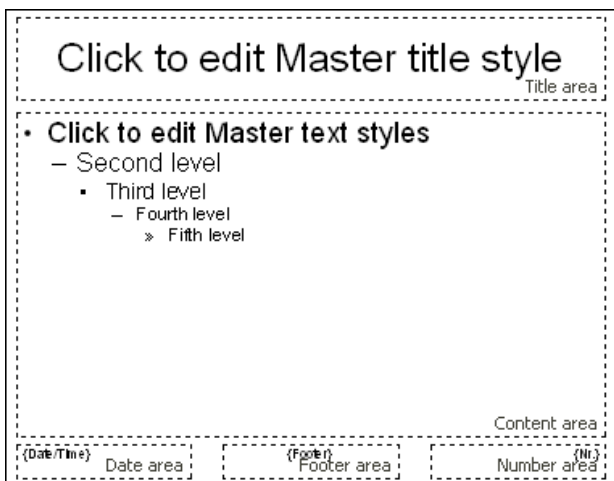 Click to edit Master title style
Title area
• Click to edit Master text styles
– Second level
• Third level
– Fourth level
» Fifth level
Content area
{Date/Time}
Date area
{Footer}
Footer area
{Nr.}
Number area